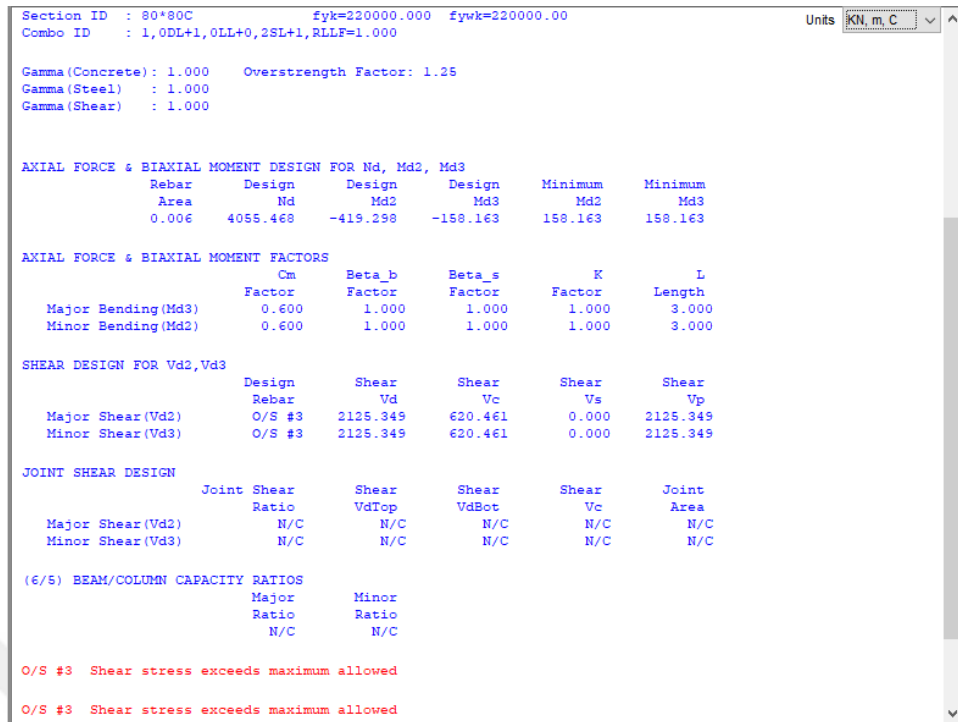 Section ID : 80*80C fyk=220000.000 fywk=220000.00
Units KN, m, C
Combo ID : 1,0DL+1,0LL+0,2SL+1,RLLF=1.000
Gamma(Concrete): 1.000 Overstrength Factor: 1.25
Gamma(Steel) : 1.000
Gamma(Shear) : 1.000
AXIAL FORCE & BIAXIAL MOMENT DESIGN FOR Nd, Md2, Md3
Rebar Design Design Design Minimum Minimum
Area Nd Md2 Md3 Md2 Md3
0.006 4055.468 -419.298 -158.163 158.163 158.163
AXIAL FORCE & BIAXIAL MOMENT FACTORS
Cm Beta_b Beta_s K L
Factor Factor Factor Factor Length
Major Bending(Md3) 0.600 1.000 1.000 1.000 3.000
Minor Bending(Md2) 0.600 1.000 1.000 1.000 3.000
SHEAR DESIGN FOR Vd2,Vd3
Design Shear Shear Shear Shear
Rebar Vd Vc Vs Vp
Major Shear(Vd2) O/S #3 2125.349 620.461 0.000 2125.349
Minor Shear(Vd3) O/S #3 2125.349 620.461 0.000 2125.349
JOINT SHEAR DESIGN
Joint Shear Shear Shear Shear Joint
Ratio VdTop VdBot Vc Area
Major Shear(Vd2) N/C N/C N/C N/C N/C
Minor Shear(Vd3) N/C N/C N/C N/C N/C
(6/5) BEAM/COLUMN CAPACITY RATIOS
Major Minor
Ratio Ratio
N/C N/C
O/S #3 Shear stress exceeds maximum allowed
O/S #3 Shear stress exceeds maximum allowed